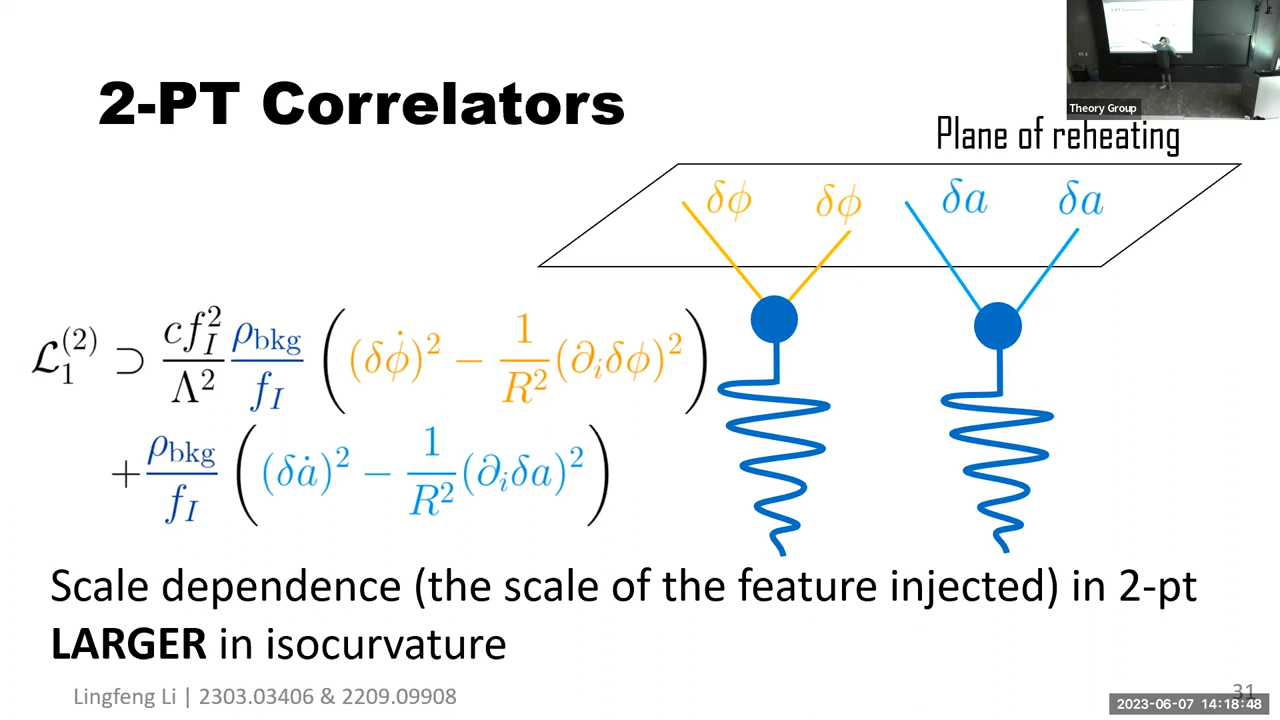 2-PT Correlators
Theory Group
Plane of reheating
δϕ δϕ δa δa
ℒ₁⁽²⁾ ⊃ cf_I²/Λ² ρ_bkg/f_I ( (δϕ̇)² − 1/R² (∂ᵢδϕ)² )
+ ρ_bkg/f_I ( (δȧ)² − 1/R² (∂ᵢδa)² )
Scale dependence (the scale of the feature injected) in 2-pt
LARGER in isocurvature
Lingfeng Li | 2303.03406 & 2209.09908
31
2023-06-07 14:18:48